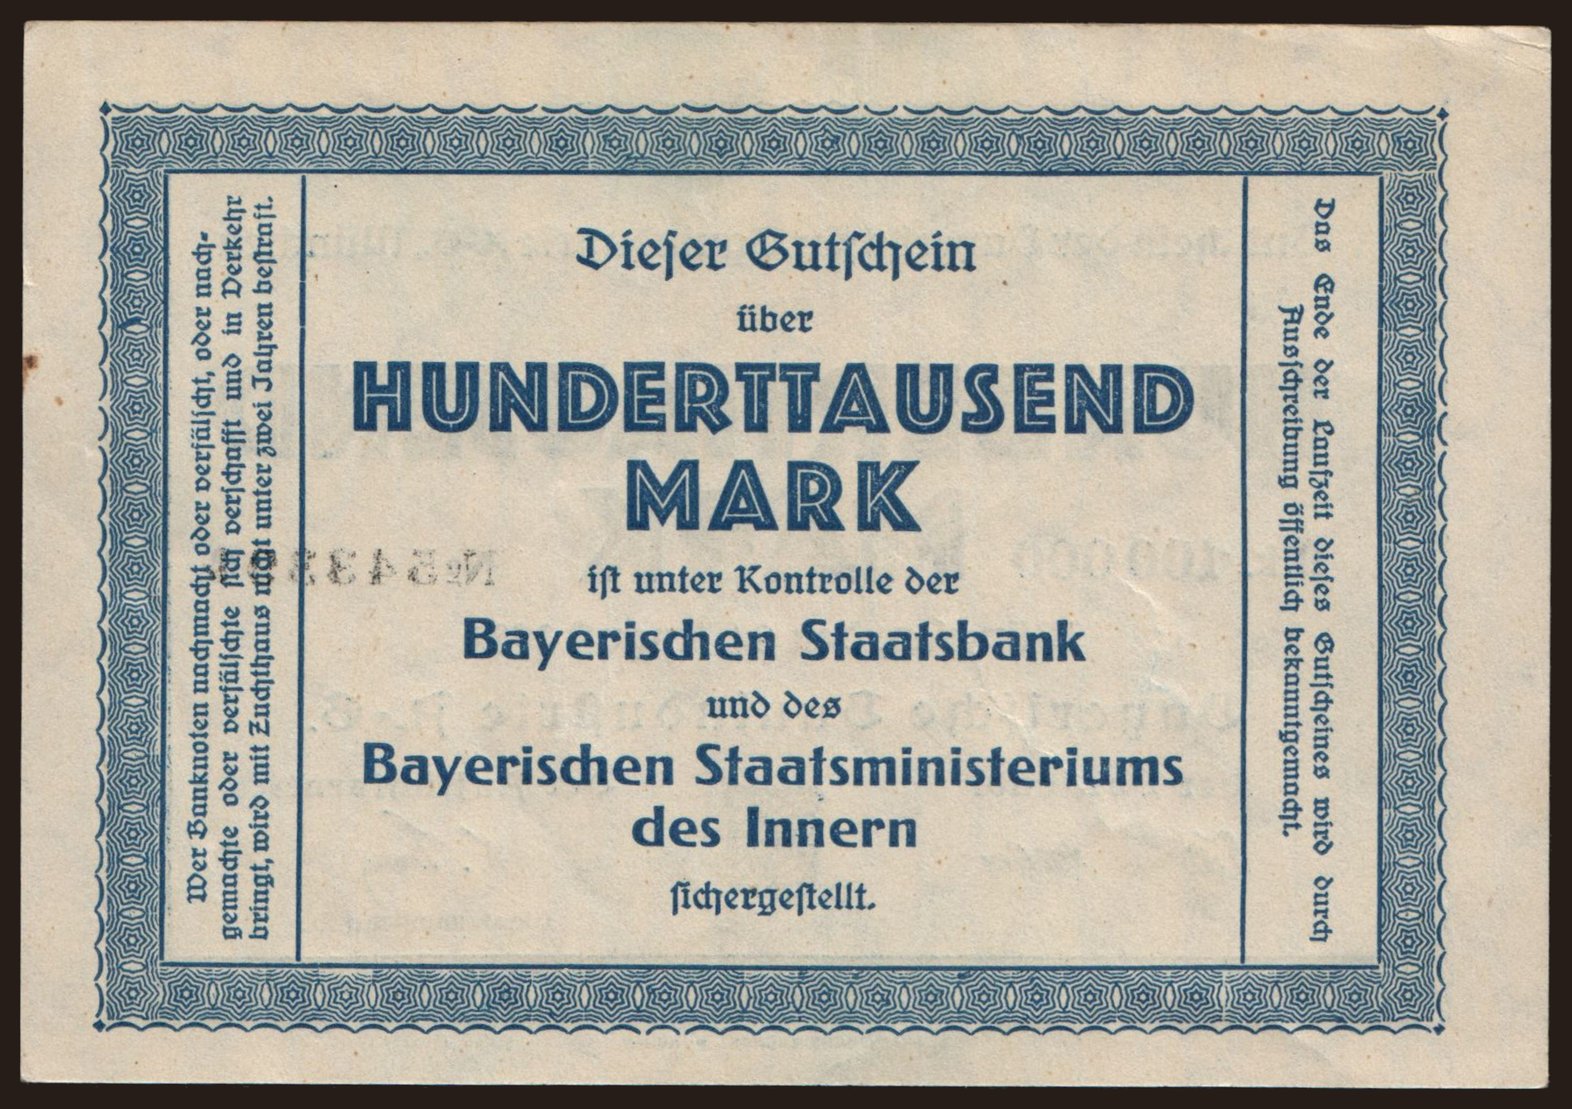 Dieser Gutschein
über
HUNDERTTAUSEND
MARK
ist unter Kontrolle der
Bayerischen Staatsbank
und des
Bayerischen Staatsministeriums
des Innern
sichergestellt.
Wer Banknoten nachmacht oder verfälscht, oder nach-
gemachte oder verfälschte sich verschafft und in Verkehr
bringt, wird mit Zuchthaus nicht unter zwei Jahren bestraft.
Das Ende der Laufzeit dieses Gutscheines wird durch
Ausschreibung öffentlich bekanntgemacht.